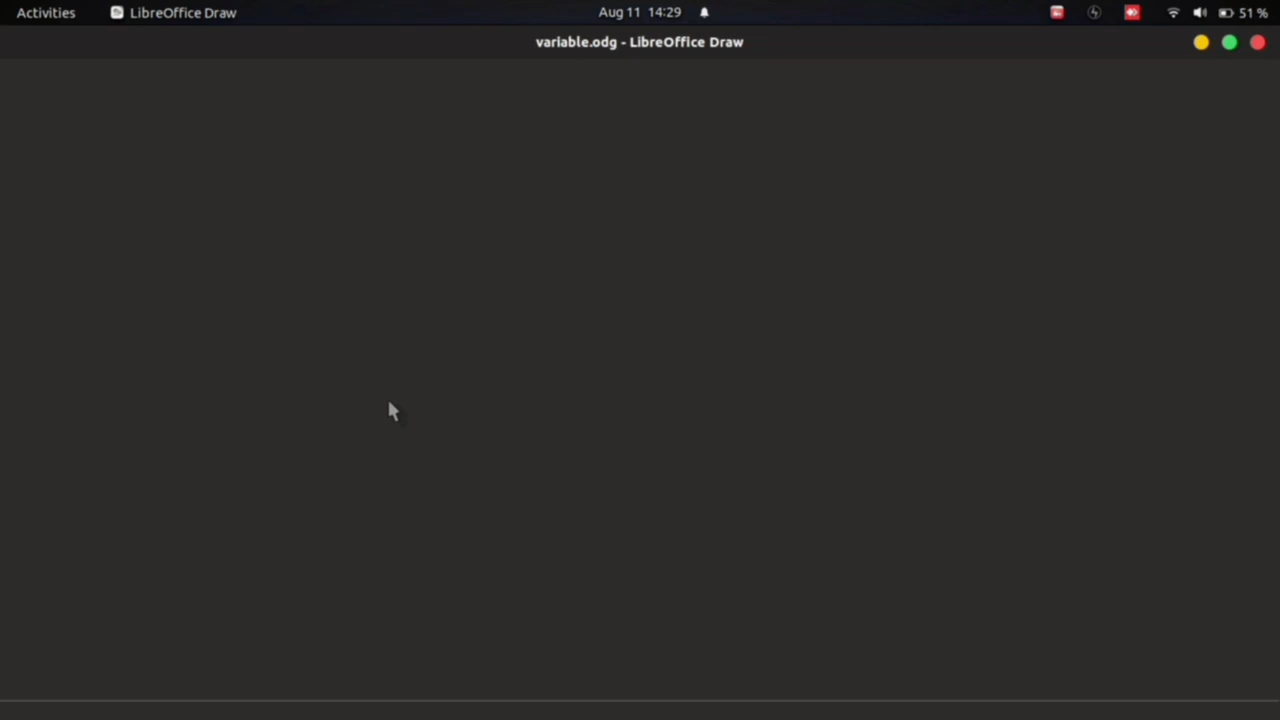 Activities LibreOffice Draw Aug 11 14:29 51 %
variable.odg - LibreOffice Draw